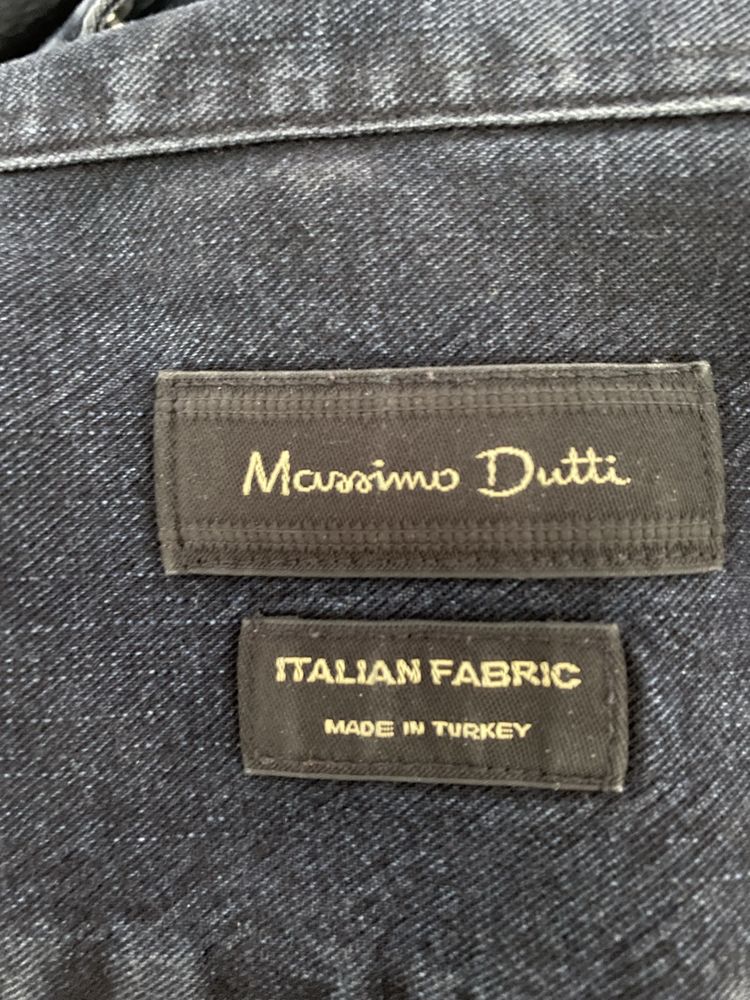 Massimo Dutti
ITALIAN FABRIC
MADE IN TURKEY